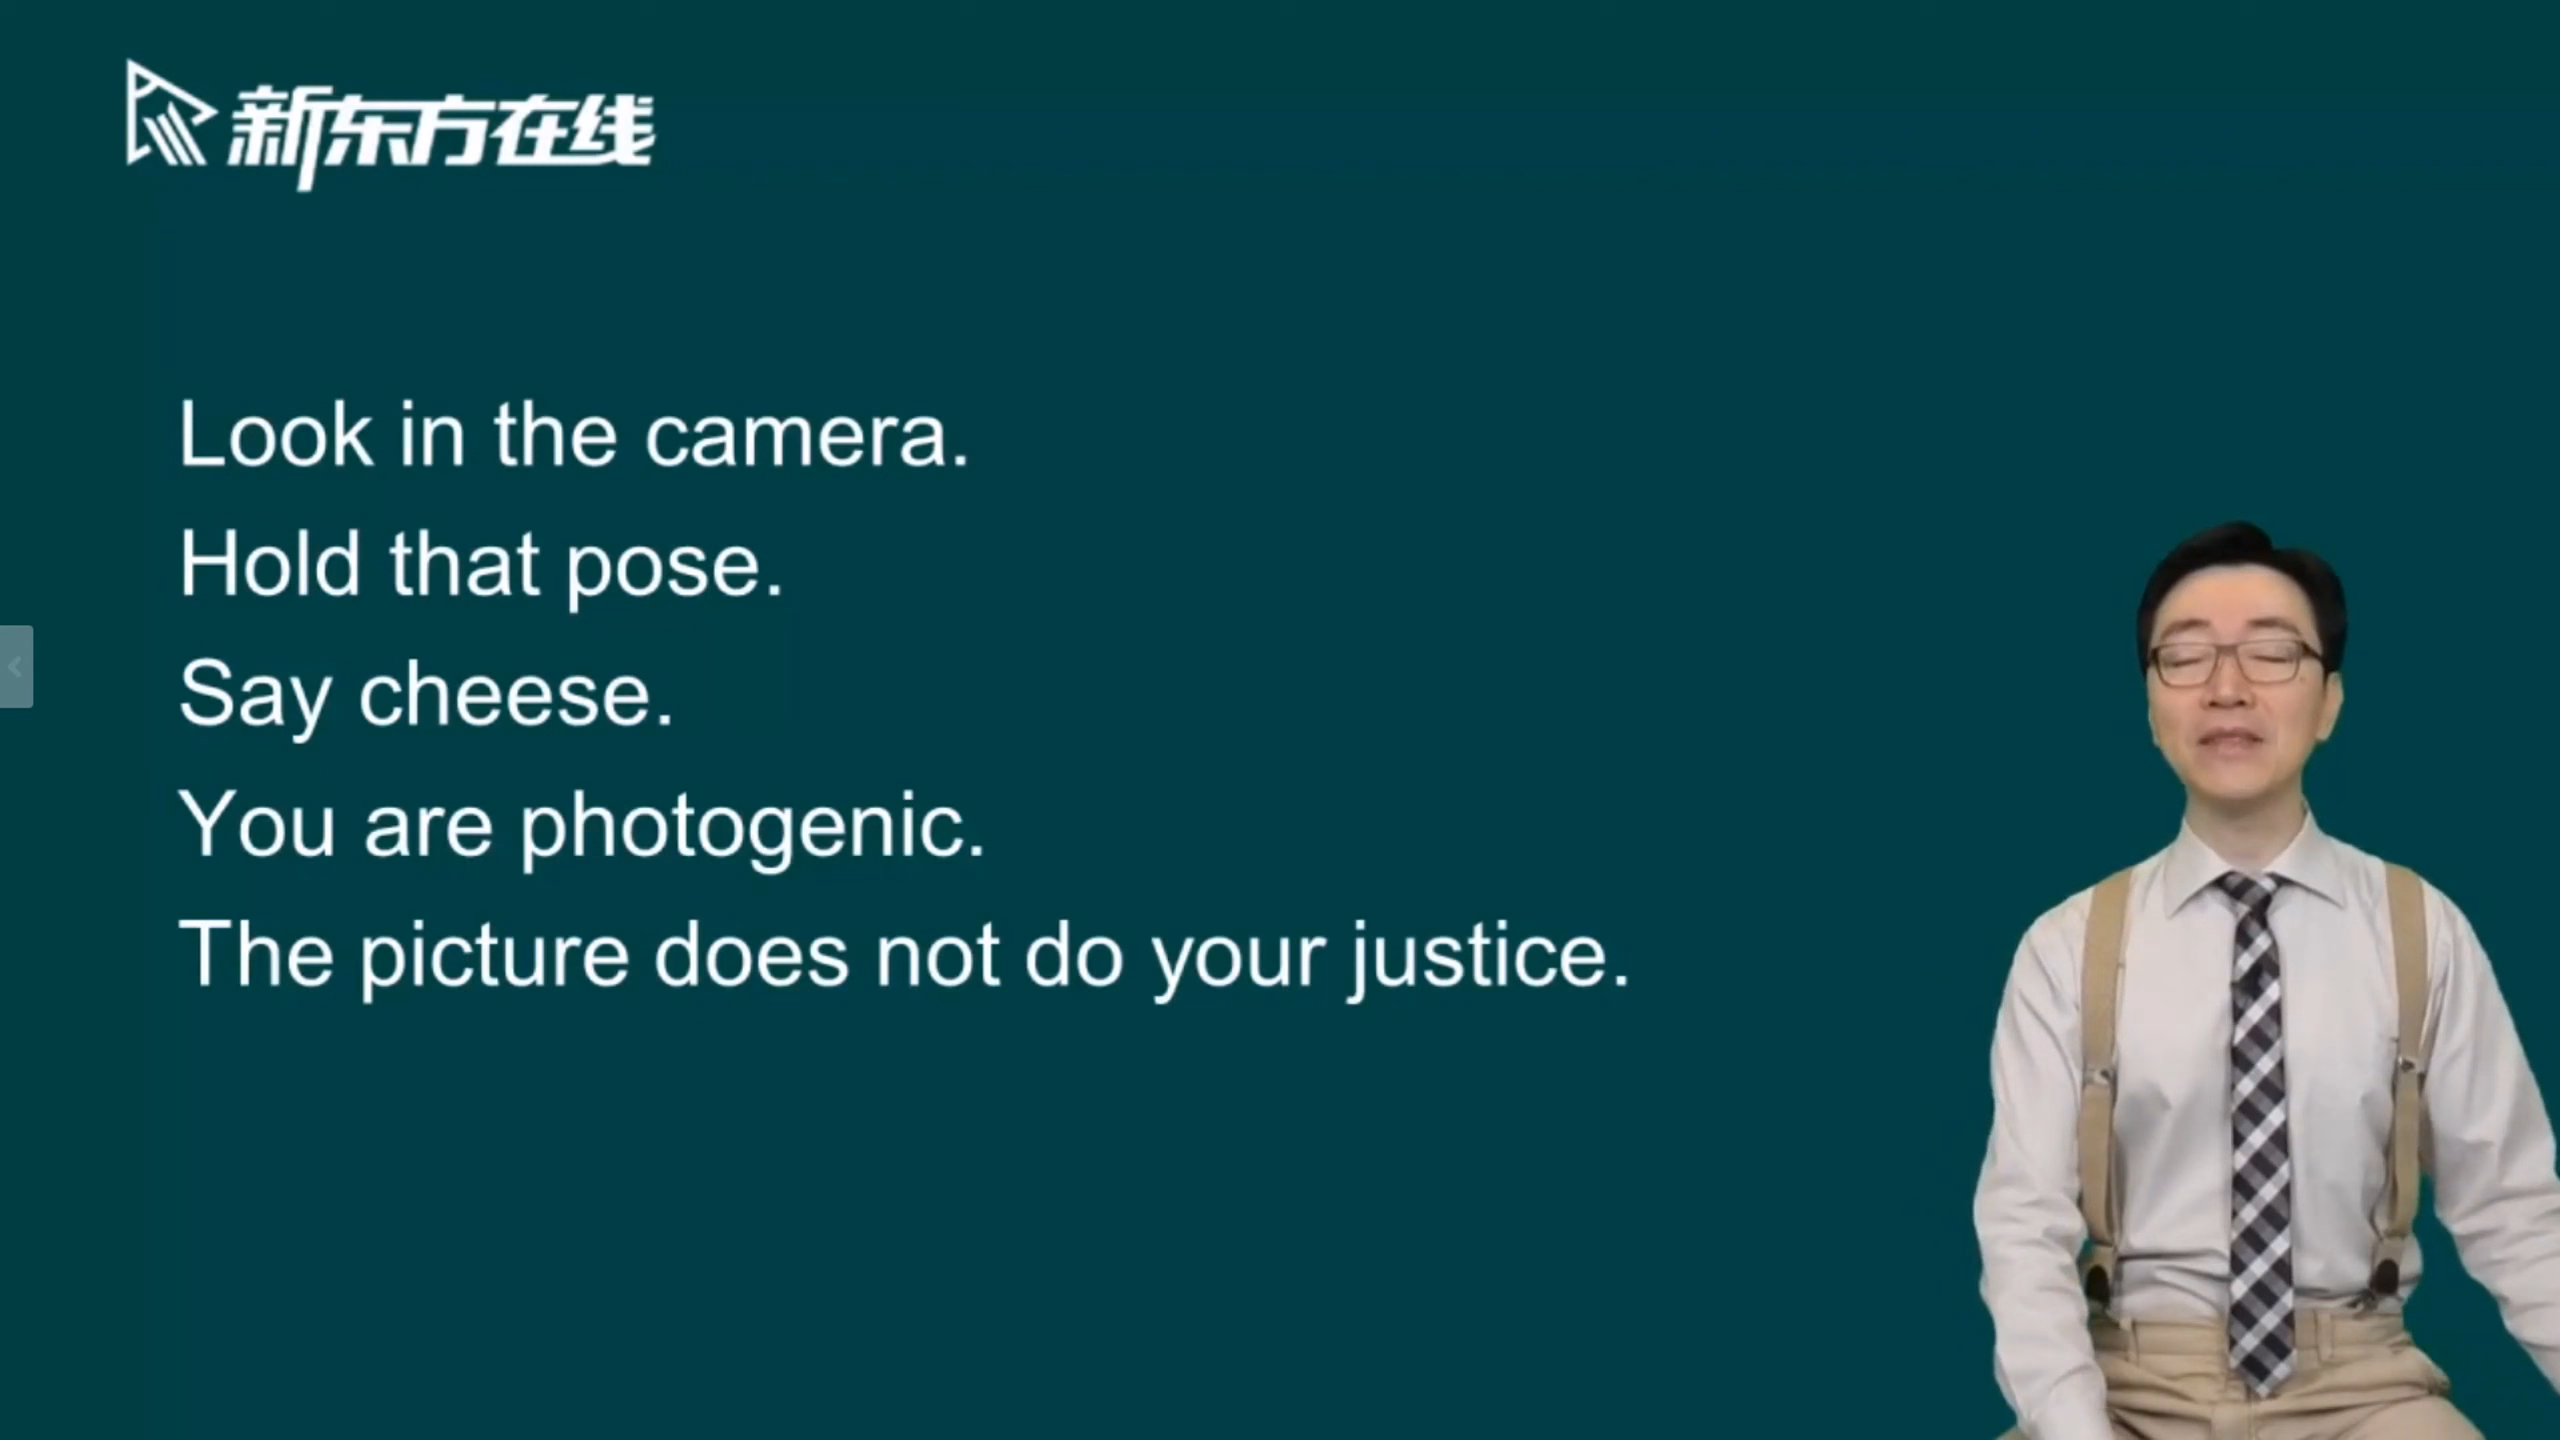 新东方在线
Look in the camera.
Hold that pose.
Say cheese.
You are photogenic.
The picture does not do your justice.